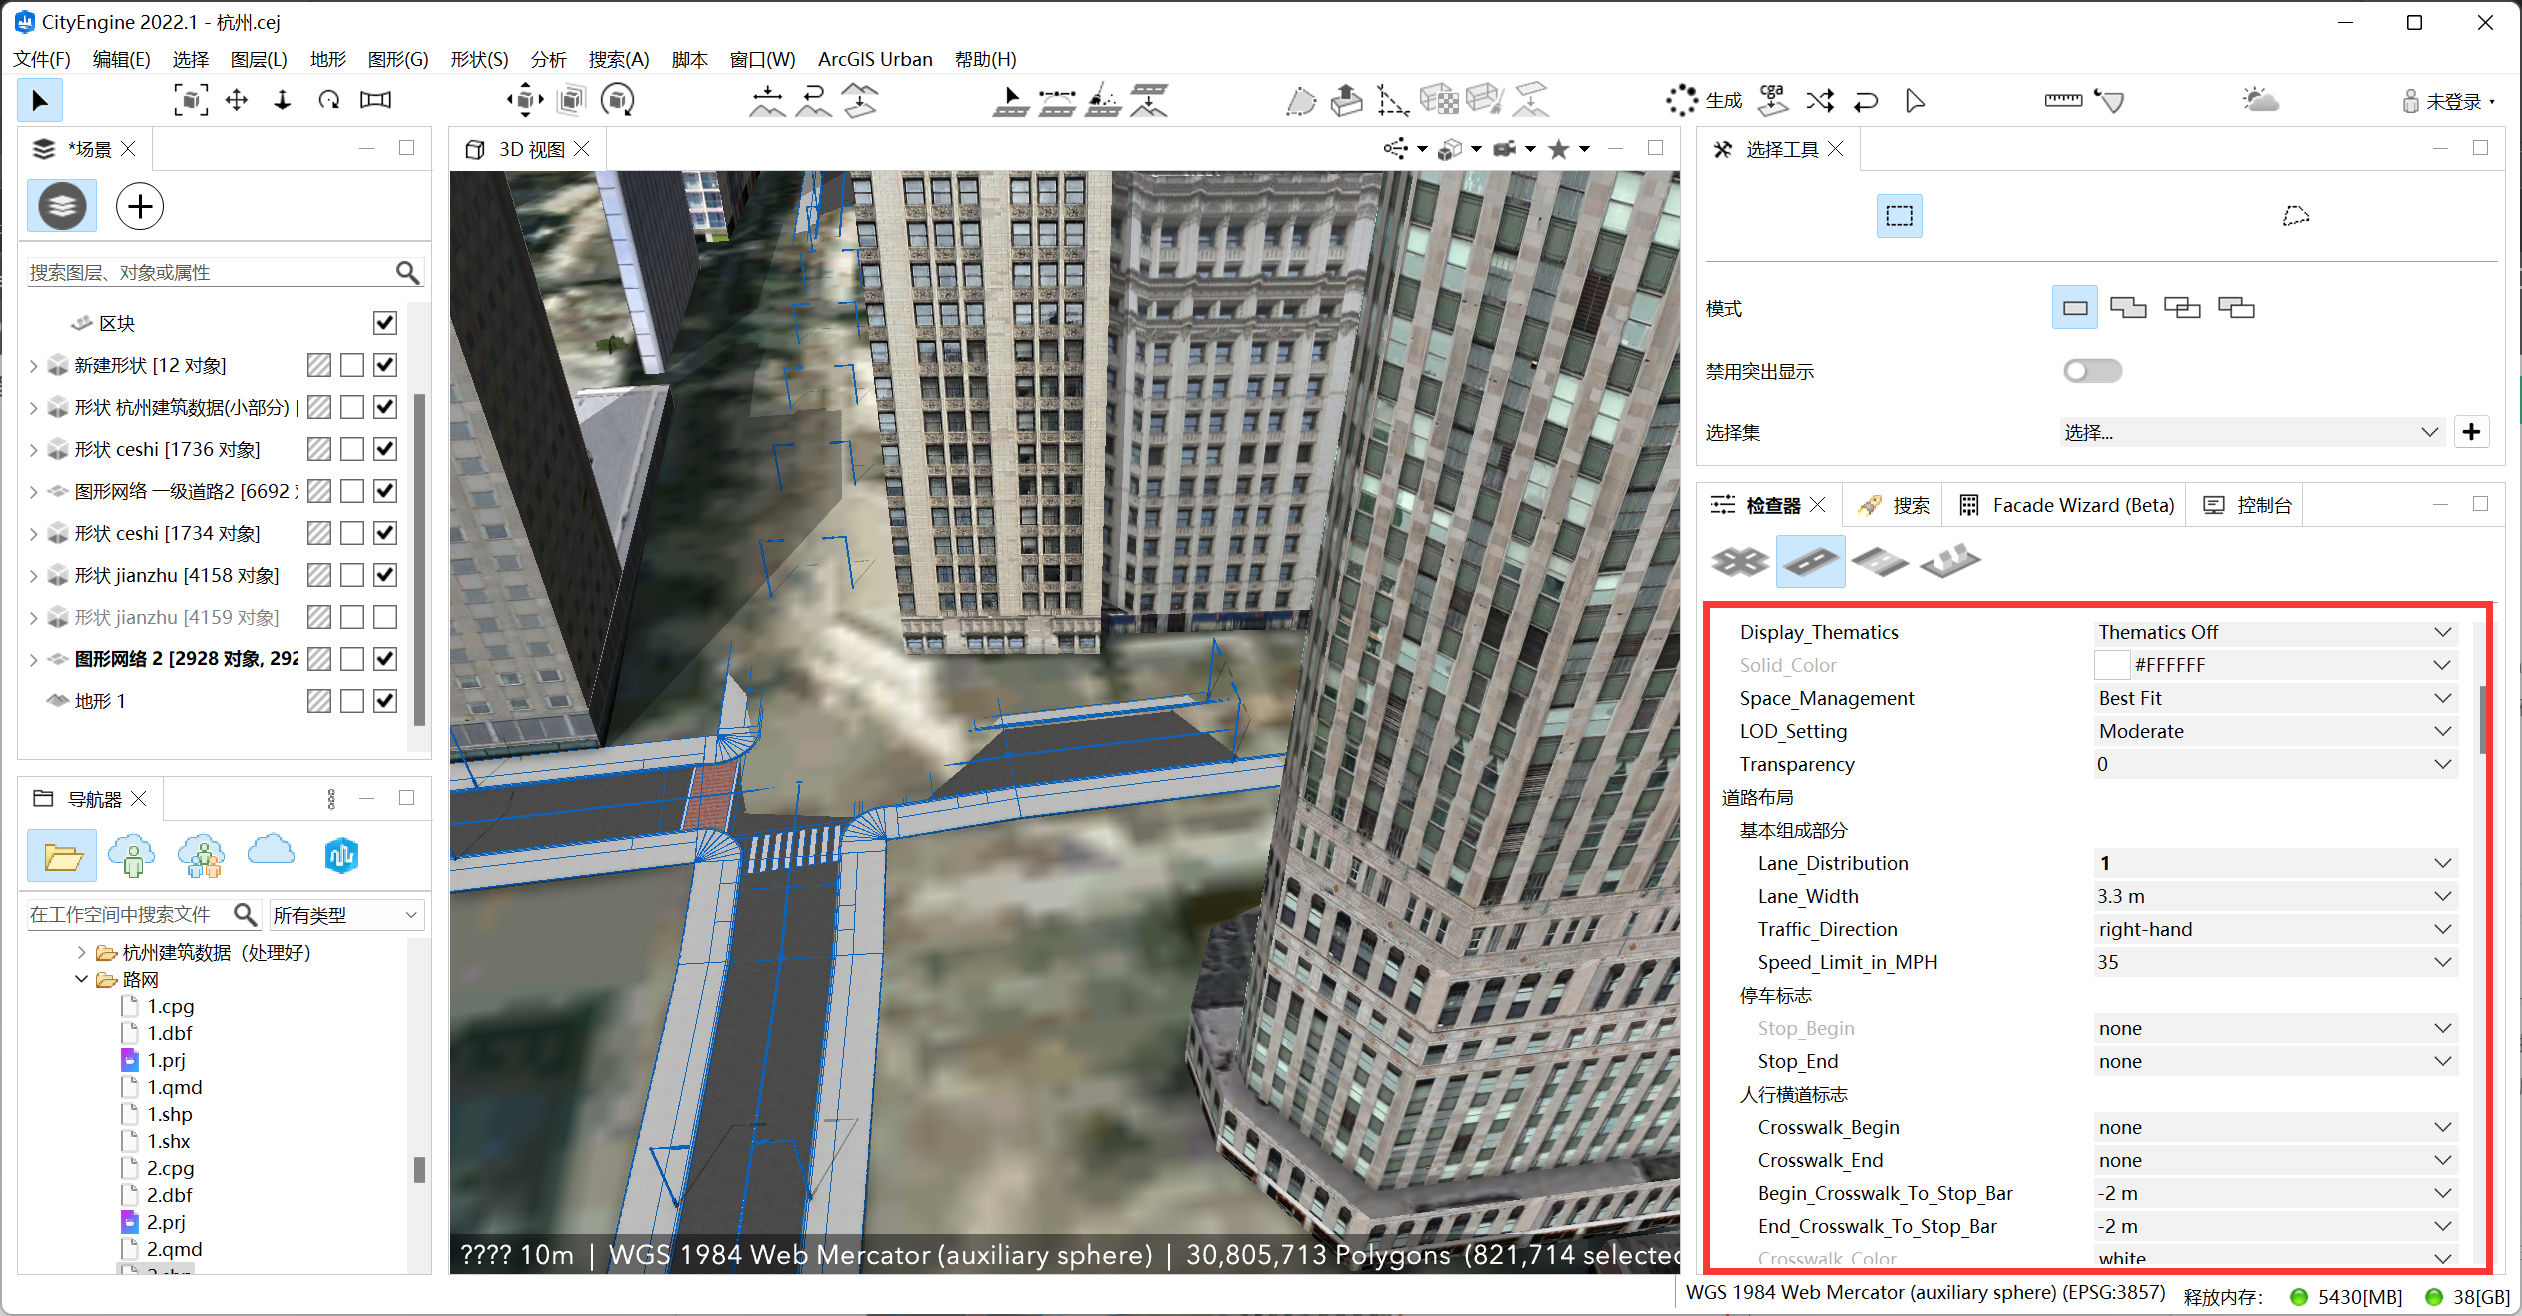 CityEngine 2022.1 - 杭州.cej
文件(F) 编辑(E) 选择 图层(L) 地形 图形(G) 形状(S) 分析 搜索(A) 脚本 窗口(W) ArcGIS Urban 帮助(H)
cga 生成 未登录
*场景
搜索图层、对象或属性
区块
新建形状 [12 对象]
形状 杭州建筑数据(小部分) [
形状 ceshi [1736 对象]
图形网络 一级道路2 [6692
形状 ceshi [1734 对象]
形状 jianzhu [4158 对象]
形状 jianzhu [4159 对象]
图形网络 2 [2928 对象, 292
地形 1
导航器
在工作空间中搜索文件 所有类型
杭州建筑数据（处理好）
路网
1.cpg
1.dbf
1.prj
1.qmd
1.shp
1.shx
2.cpg
2.dbf
2.prj
2.qmd
3D 视图
???? 10m | WGS 1984 Web Mercator (auxiliary sphere) | 30,805,713 Polygons (821,714 selected
选择工具
模式
禁用突出显示
选择集 选择...
检查器 搜索 Facade Wizard (Beta) 控制台
Display_Thematics Thematics Off
Solid_Color #FFFFFF
Space_Management Best Fit
LOD_Setting Moderate
Transparency 0
道路布局
基本组成部分
Lane_Distribution 1
Lane_Width 3.3 m
Traffic_Direction right-hand
Speed_Limit_in_MPH 35
停车标志
Stop_Begin none
Stop_End none
人行横道标志
Crosswalk_Begin none
Crosswalk_End none
Begin_Crosswalk_To_Stop_Bar -2 m
End_Crosswalk_To_Stop_Bar -2 m
Crosswalk_Color white
WGS 1984 Web Mercator (auxiliary sphere) (EPSG:3857) 释放内存: 5430[MB] 38[GB]